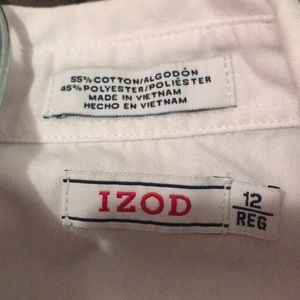 55% COTTON/ALGODÓN
45% POLYESTER/POLIÉSTER
MADE IN VIETNAM
HECHO EN VIETNAM
IZOD
12
REG